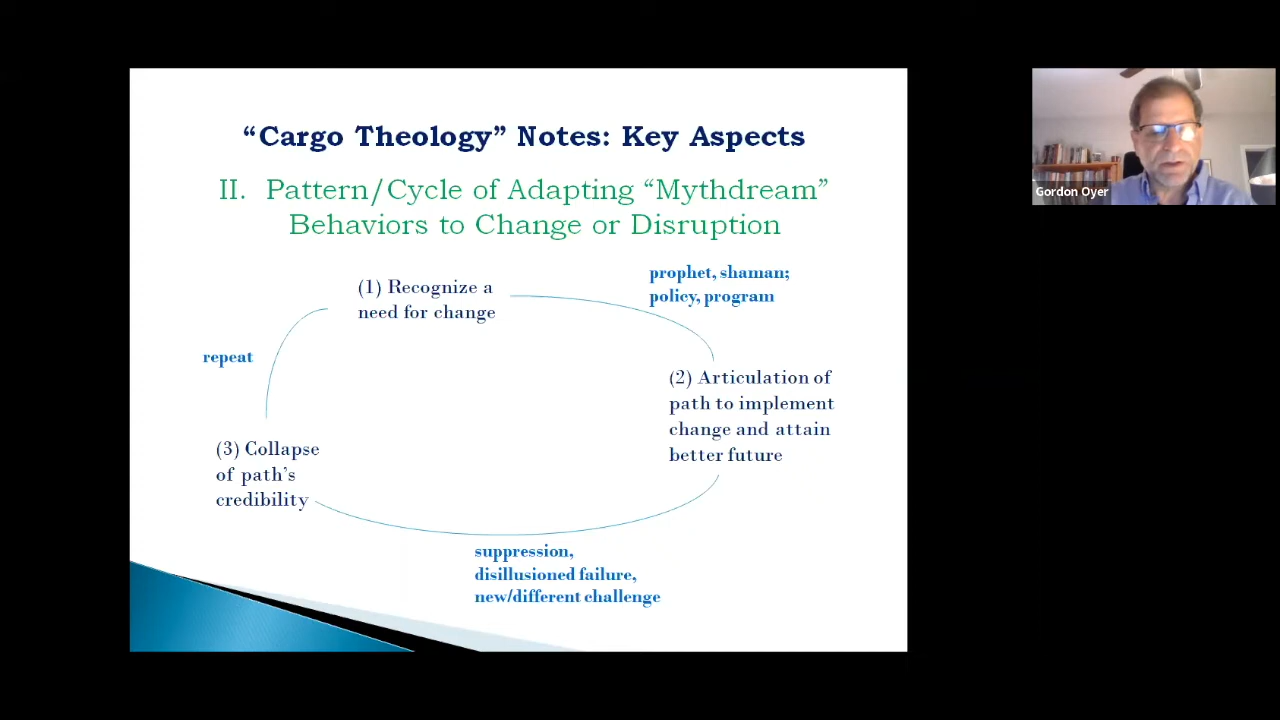 “Cargo Theology” Notes: Key Aspects
II. Pattern/Cycle of Adapting “Mythdream”
Behaviors to Change or Disruption
(1) Recognize a
need for change
prophet, shaman;
policy, program
repeat
(2) Articulation of
path to implement
change and attain
better future
(3) Collapse
of path’s
credibility
suppression,
disillusioned failure,
new/different challenge
Gordon Oyer